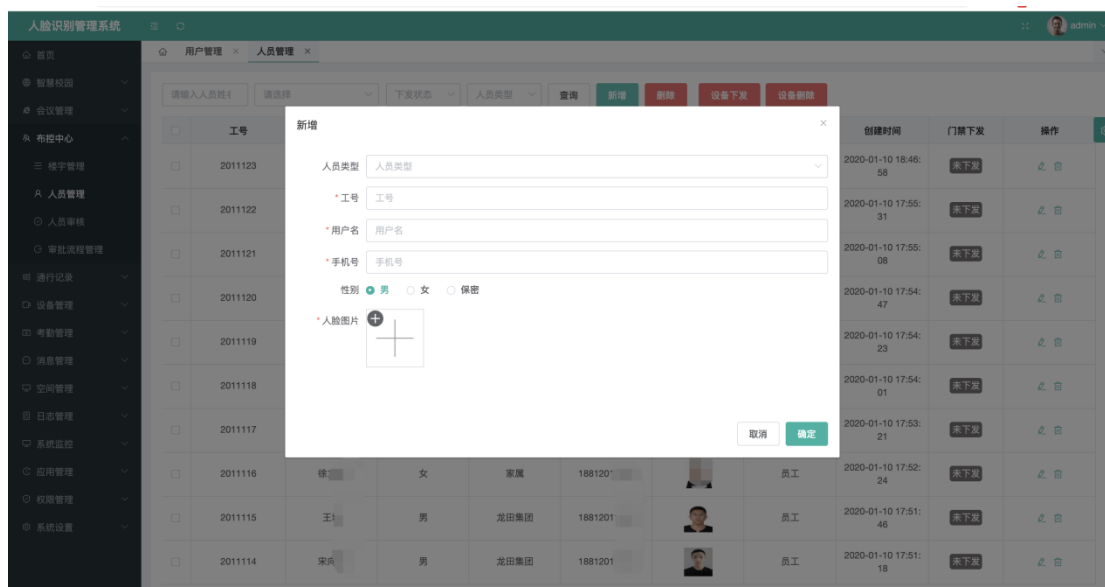 人脸识别管理系统
admin
首页
用户管理 ×
人员管理 ×
智慧校园
会议管理
布控中心
楼宇管理
人员管理
人员审核
审批流程管理
通行记录
设备管理
考勤管理
消息管理
空间管理
日志管理
系统监控
应用管理
权限管理
系统设置
请输入人员姓 请选择 下发状态 人员类型 查询 新增 删除 设备下发 设备删除
工号 创建时间 门禁下发 操作
新增 ×
人员类型 人员类型
*工号 工号
*用户名 用户名
*手机号 手机号
性别 男 女 保密
*人脸图片
取消 确定
2011123 2020-01-10 18:46:58 未下发
2011122 2020-01-10 17:55:31 未下发
2011121 2020-01-10 17:55:08 未下发
2011120 2020-01-10 17:54:47 未下发
2011119 2020-01-10 17:54:23 未下发
2011118 2020-01-10 17:54:01 未下发
2011117 2020-01-10 17:53:21 未下发
2011116 徐 女 家属 1881201 员工 2020-01-10 17:52:24 未下发
2011115 王 男 龙田集团 1881201 员工 2020-01-10 17:51:46 未下发
2011114 宋 男 龙田集团 1881201 员工 2020-01-10 17:51:18 未下发